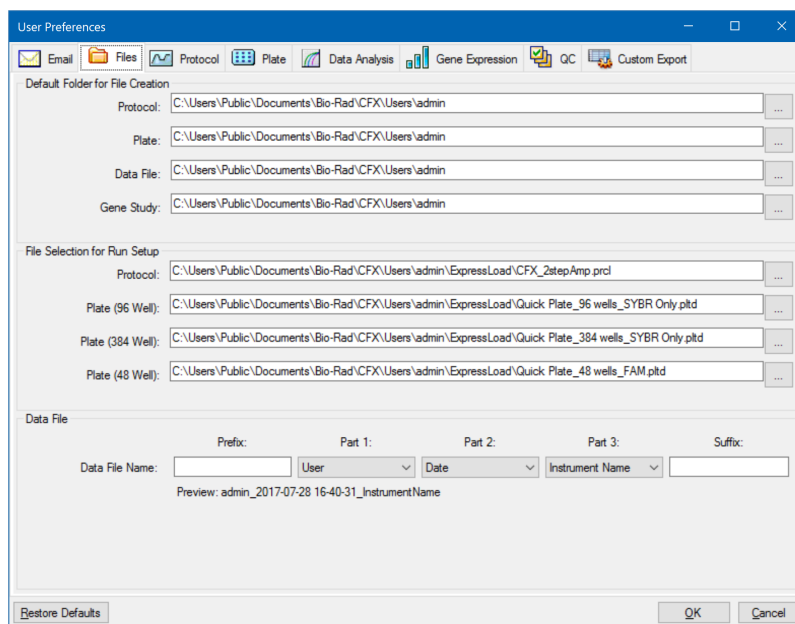 User Preferences
Email Files Protocol Plate Data Analysis Gene Expression QC Custom Export
Default Folder for File Creation
Protocol: C:\Users\Public\Documents\Bio-Rad\CFX\Users\admin ...
Plate: C:\Users\Public\Documents\Bio-Rad\CFX\Users\admin ...
Data File: C:\Users\Public\Documents\Bio-Rad\CFX\Users\admin ...
Gene Study: C:\Users\Public\Documents\Bio-Rad\CFX\Users\admin ...
File Selection for Run Setup
Protocol: C:\Users\Public\Documents\Bio-Rad\CFX\Users\admin\ExpressLoad\CFX_2stepAmp.prcl ...
Plate (96 Well): C:\Users\Public\Documents\Bio-Rad\CFX\Users\admin\ExpressLoad\Quick Plate_96 wells_SYBR Only.pltd ...
Plate (384 Well): C:\Users\Public\Documents\Bio-Rad\CFX\Users\admin\ExpressLoad\Quick Plate_384 wells_SYBR Only.pltd ...
Plate (48 Well): C:\Users\Public\Documents\Bio-Rad\CFX\Users\admin\ExpressLoad\Quick Plate_48 wells_FAM.pltd ...
Data File
Prefix: Part 1: Part 2: Part 3: Suffix:
Data File Name: User Date Instrument Name
Preview: admin_2017-07-28 16-40-31_InstrumentName
Restore Defaults OK Cancel